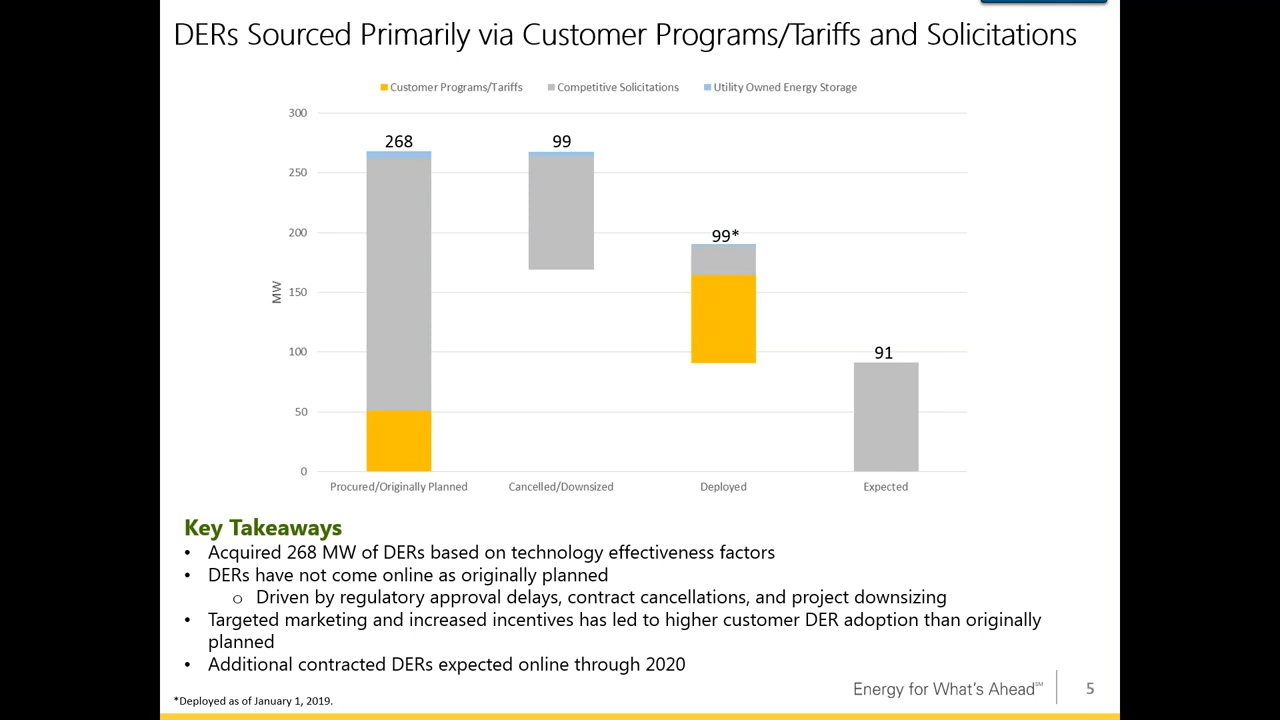 DERs Sourced Primarily via Customer Programs/Tariffs and Solicitations
Customer Programs/Tariffs Competitive Solicitations Utility Owned Energy Storage
300
250
200
150
100
50
0
MW
268
99
99*
91
Procured/Originally Planned Cancelled/Downsized Deployed Expected
Key Takeaways
• Acquired 268 MW of DERs based on technology effectiveness factors
• DERs have not come online as originally planned
o Driven by regulatory approval delays, contract cancellations, and project downsizing
• Targeted marketing and increased incentives has led to higher customer DER adoption than originally
planned
• Additional contracted DERs expected online through 2020
Energy for What's Ahead℠ 5
*Deployed as of January 1, 2019.